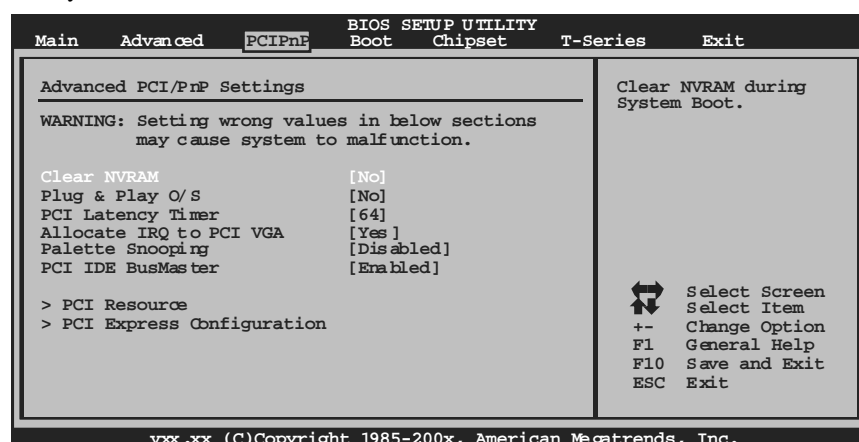 BIOS SETUP UTILITY
Main Advanced PCIPnP Boot Chipset T-Series Exit
Advanced PCI/PnP Settings
WARNING: Setting wrong values in below sections
may cause system to malfunction.
Clear NVRAM [No]
Plug & Play O/S [No]
PCI Latency Timer [64]
Allocate IRQ to PCI VGA [Yes]
Palette Snooping [Disabled]
PCI IDE BusMaster [Enabled]
> PCI Resource
> PCI Express Configuration
Clear NVRAM during
System Boot.
Select Screen
Select Item
+- Change Option
F1 General Help
F10 Save and Exit
ESC Exit
vxx.xx (C)Copyright 1985-200x, American Megatrends, Inc.